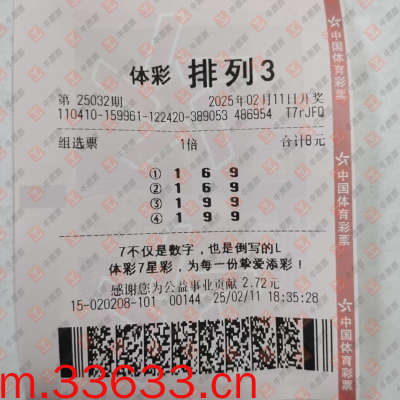 体彩 排列3
第 25032期 2025年02月11日开奖
110410-159961-122420-389053 486954 T7rJFQ
组选票 1倍 合计8元
① 1 6 9
② 1 6 9
③ 1 9 9
④ 1 9 9
7不仅是数字，也是倒写的L
体彩7星彩，为每一份挚爱添彩！
感谢您为公益事业贡献 2.72元
15-020208-101 00144 25/02/11 18:35:28
中国体育彩票
中国体育彩票
中国体育彩票
m.33633.cn